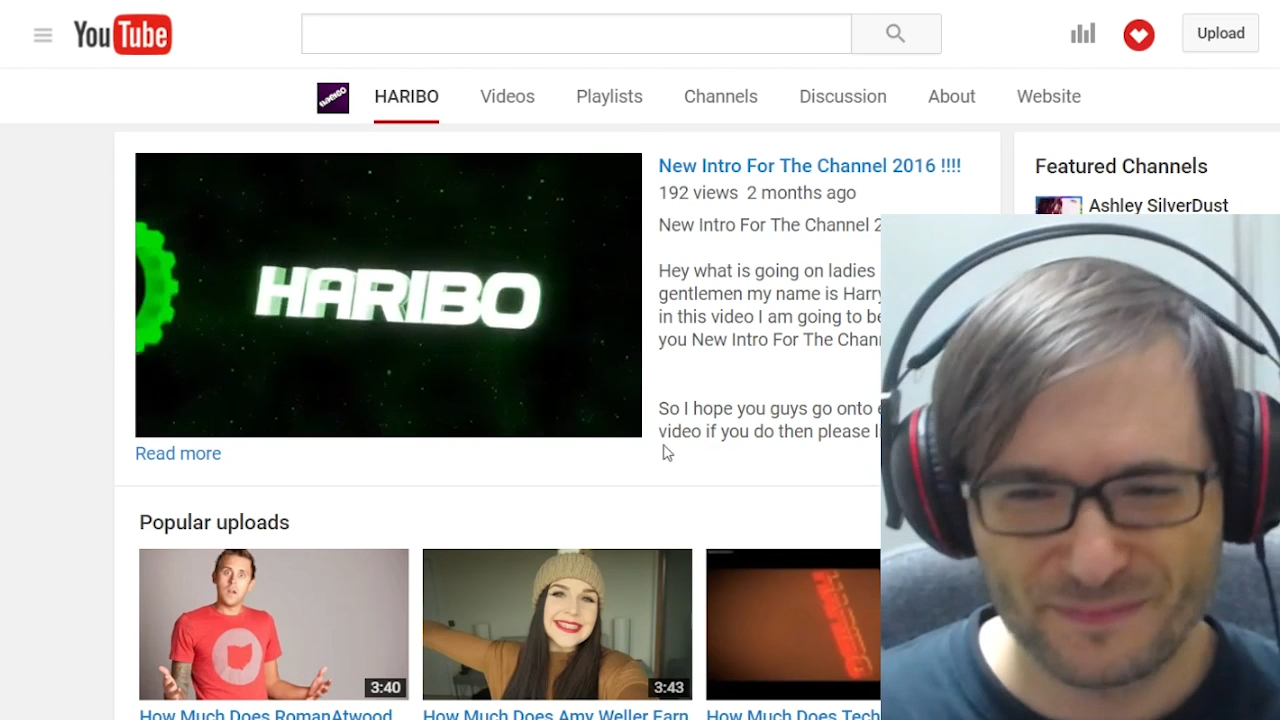 YouTube
Upload
HARIBO
HARIBO Videos Playlists Channels Discussion About Website
HARIBO
New Intro For The Channel 2016 !!!!
192 views 2 months ago
New Intro For The Channel 2
Hey what is going on ladies
gentlemen my name is Harry
in this video I am going to be
you New Intro For The Chan
So I hope you guys go onto
video if you do then please
Read more
Featured Channels
Ashley SilverDust
Popular uploads
3:40
3:43
How Much Does RomanAtwood
How Much Does Amy Weller Earn
How Much Does Tech